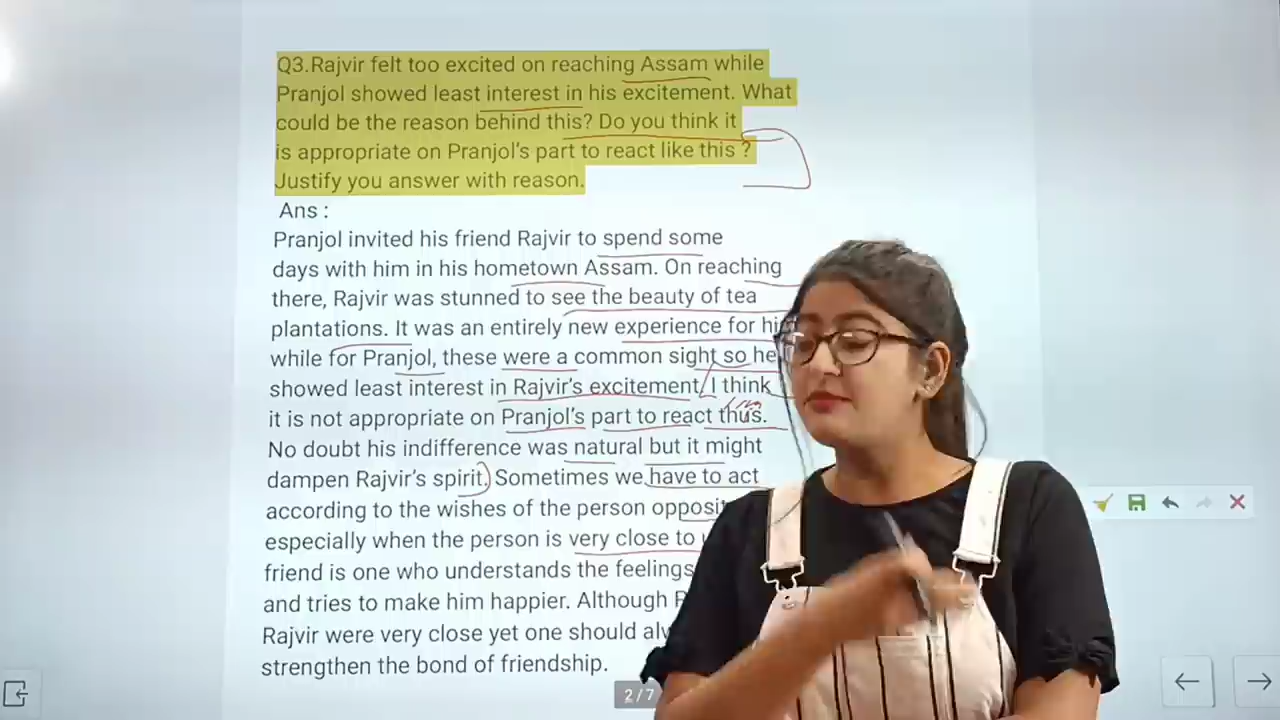 Q3.Rajvir felt too excited on reaching Assam while
Pranjol showed least interest in his excitement. What
could be the reason behind this? Do you think it
is appropriate on Pranjol's part to react like this ?
Justify you answer with reason.
Ans :
Pranjol invited his friend Rajvir to spend some
days with him in his hometown Assam. On reaching
there, Rajvir was stunned to see the beauty of tea
plantations. It was an entirely new experience for
while for Pranjol, these were a common sight so he
showed least interest in Rajvir's excitement. I think
it is not appropriate on Pranjol's part to react thus.
No doubt his indifference was natural but it might
dampen Rajvir's spirit. Sometimes we have to act
according to the wishes of the person
especially when the person is very close to
friend is one who understands the feelings
and tries to make him happier. Although
Rajvir were very close yet one should
strengthen the bond of friendship.
2/7